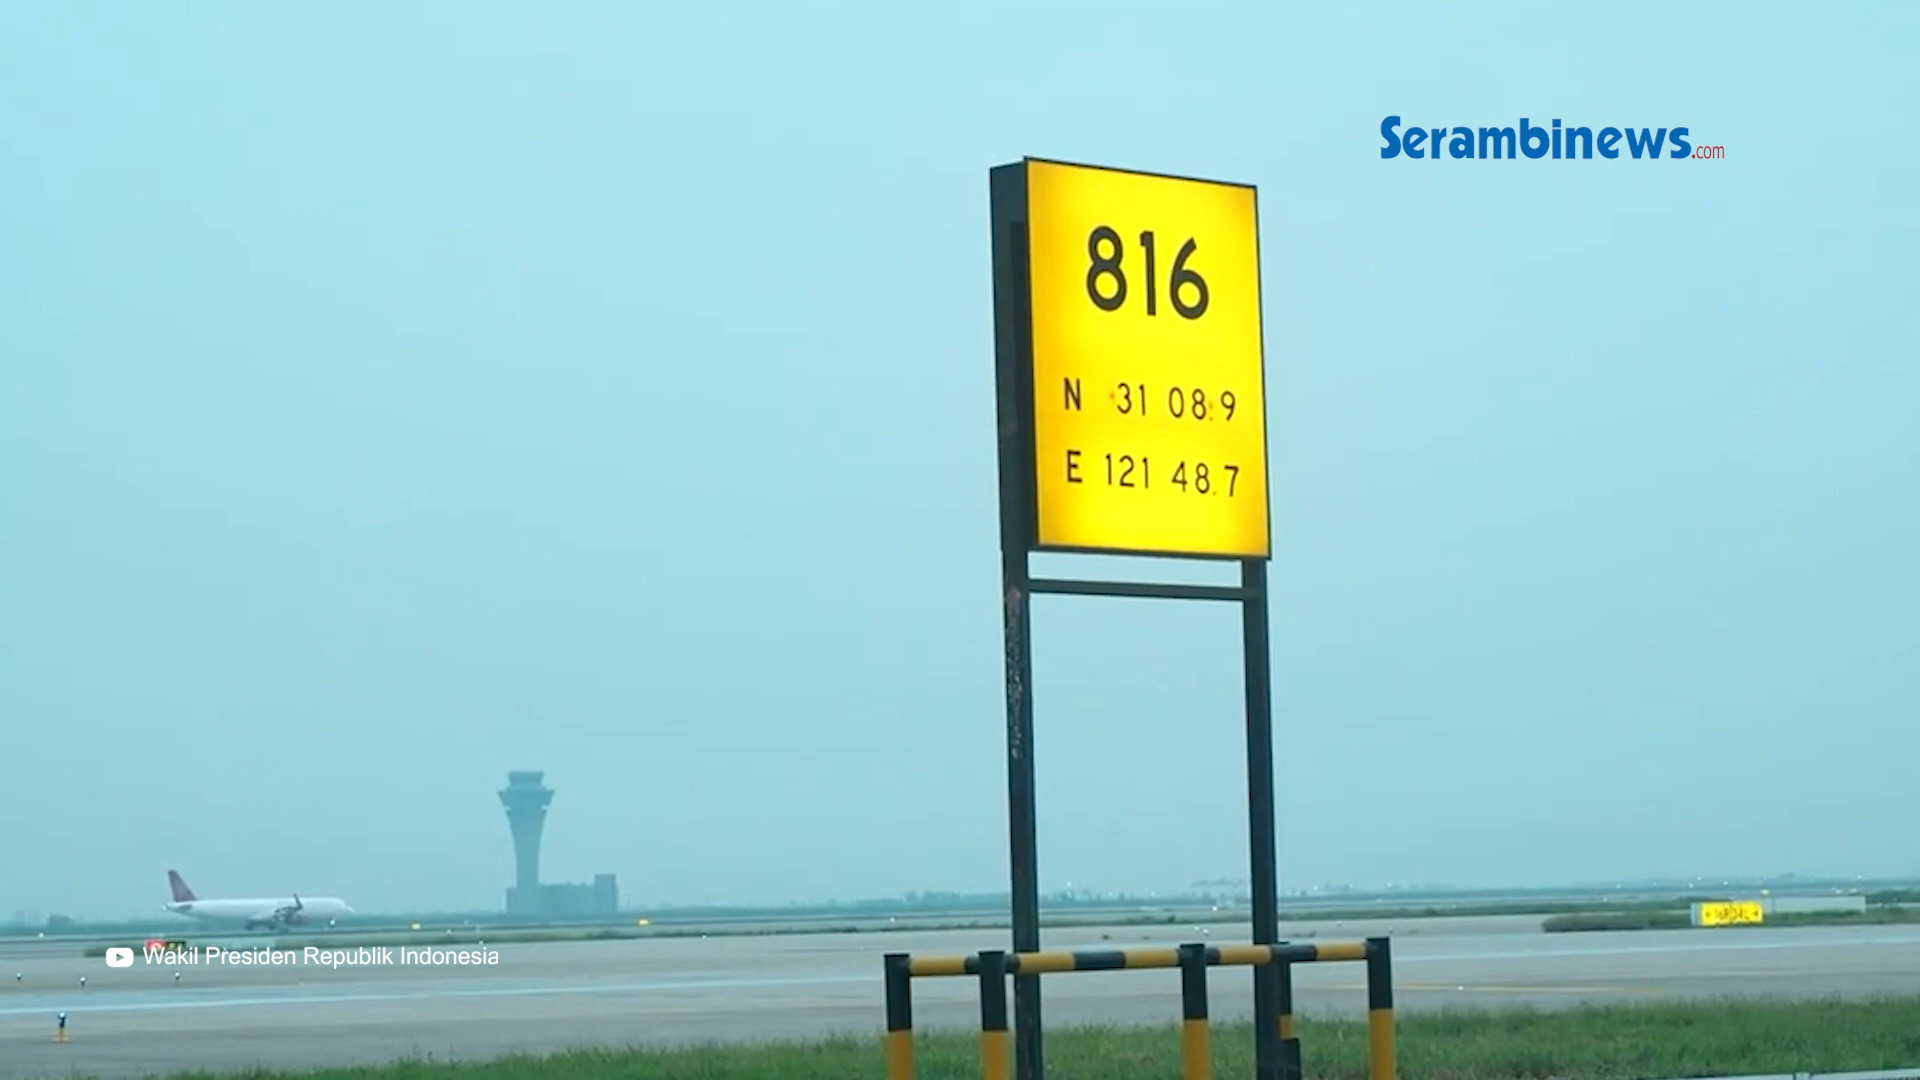 Serambinews.com
816
N 31 08.9
E 121 48.7
Wakil Presiden Republik Indonesia